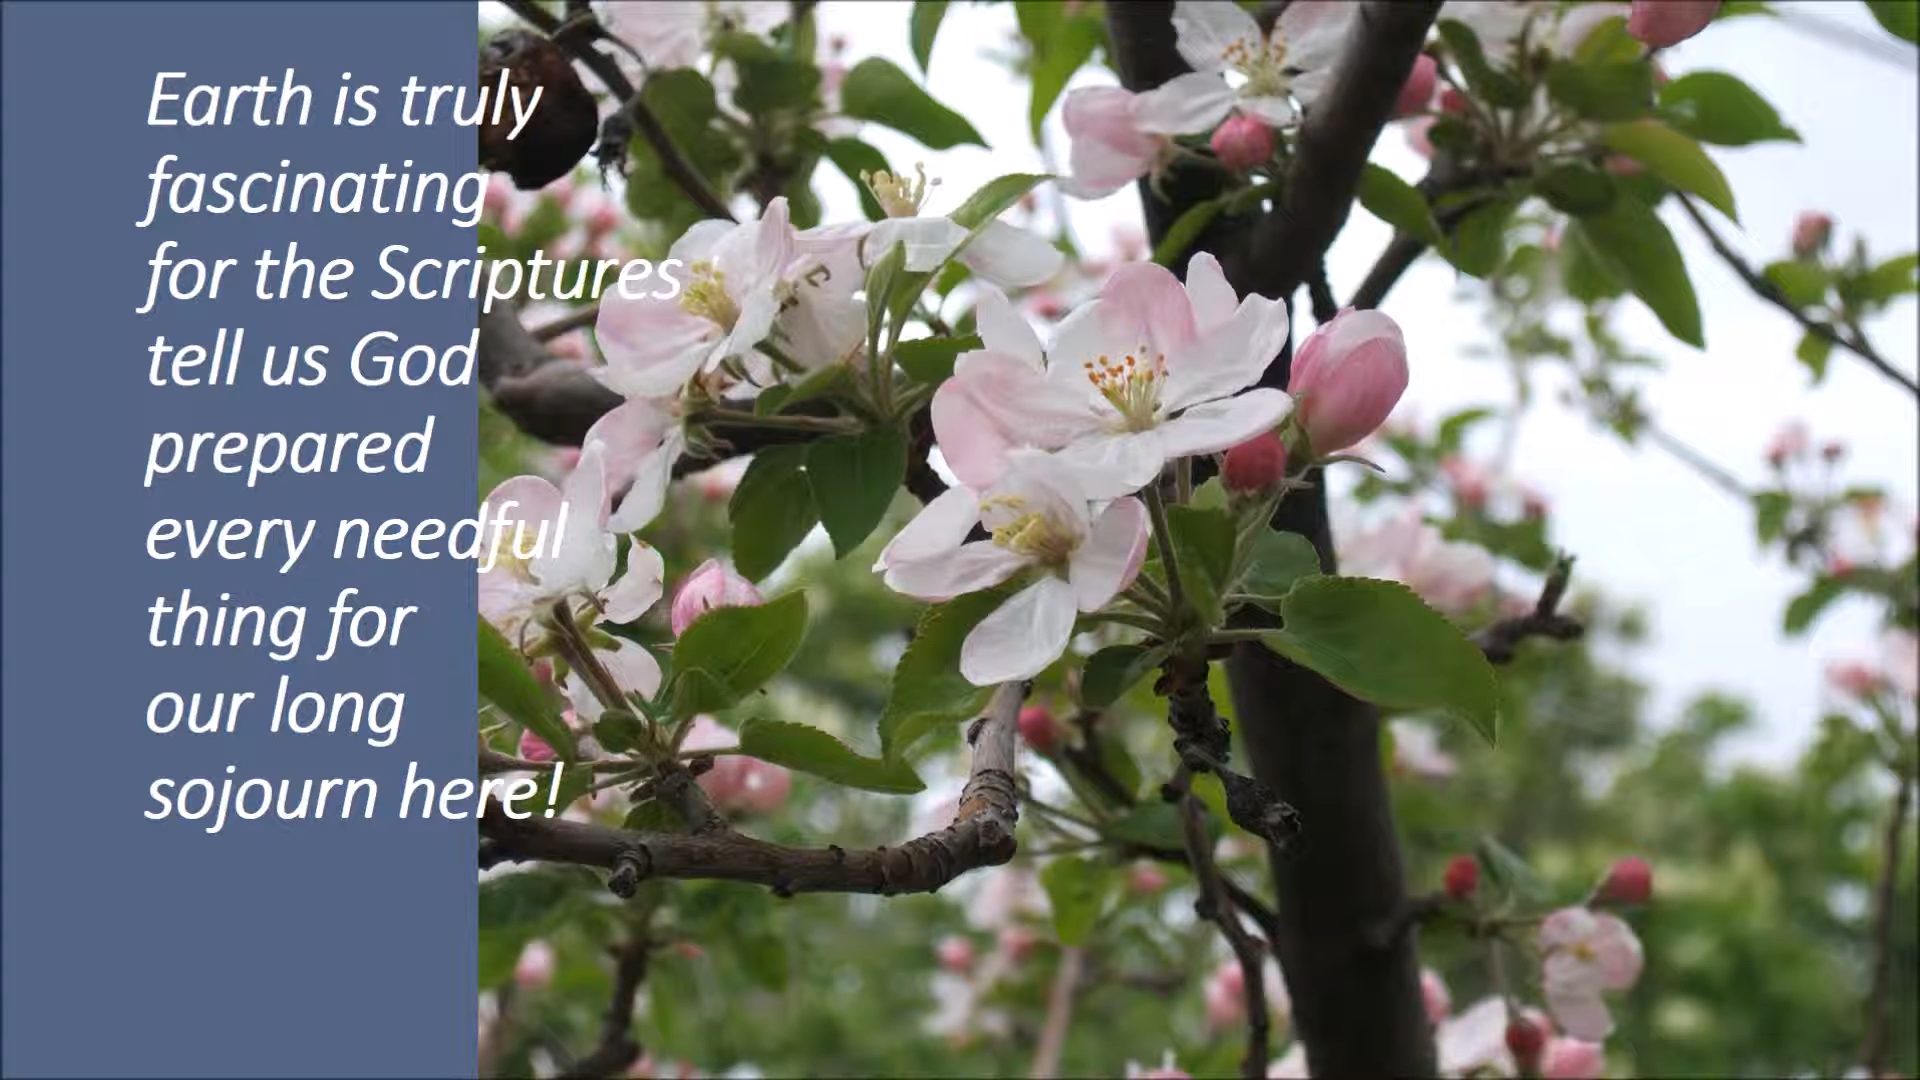 Earth is truly
fascinating
for the Scriptures
tell us God
prepared
every needful
thing for
our long
sojourn here!